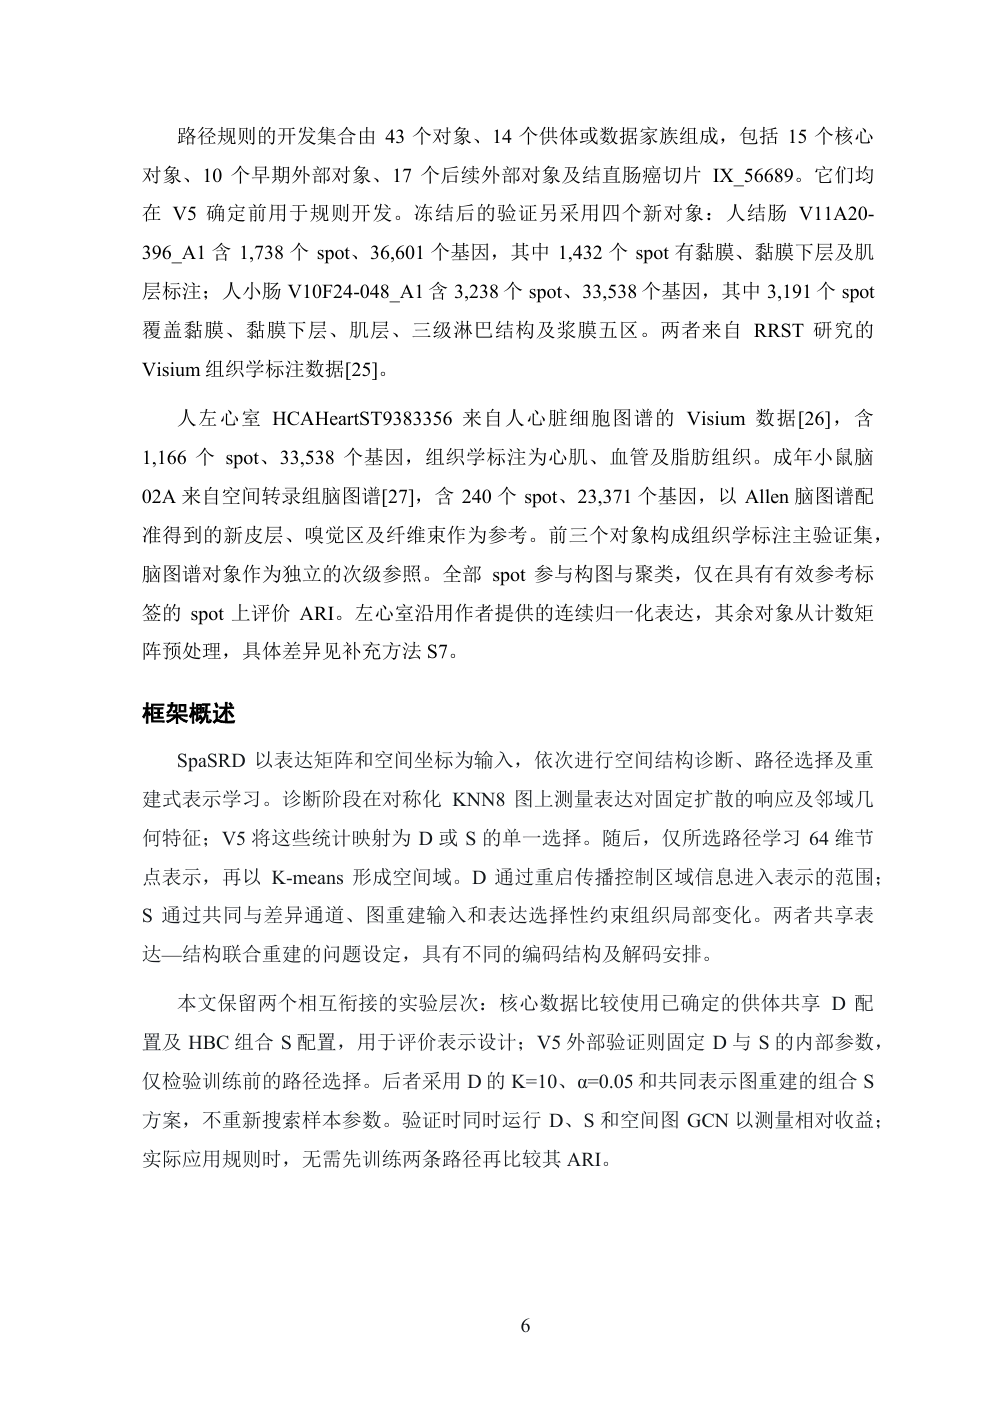 路径规则的开发集合由 43 个对象、14 个供体或数据家族组成，包括 15 个核心
对象、10 个早期外部对象、17 个后续外部对象及结直肠癌切片 IX_56689。它们均
在 V5 确定前用于规则开发。冻结后的验证另采用四个新对象：人结肠 V11A20-
396_A1 含 1,738 个 spot、36,601 个基因，其中 1,432 个 spot 有黏膜、黏膜下层及肌
层标注；人小肠 V10F24-048_A1 含 3,238 个 spot、33,538 个基因，其中 3,191 个 spot
覆盖黏膜、黏膜下层、肌层、三级淋巴结构及浆膜五区。两者来自 RRST 研究的
Visium 组织学标注数据[25]。
人左心室 HCAHeartST9383356 来自人心脏细胞图谱的 Visium 数据[26]，含
1,166 个 spot、33,538 个基因，组织学标注为心肌、血管及脂肪组织。成年小鼠脑
02A 来自空间转录组脑图谱[27]，含 240 个 spot、23,371 个基因，以 Allen 脑图谱配
准得到的新皮层、嗅觉区及纤维束作为参考。前三个对象构成组织学标注主验证集，
脑图谱对象作为独立的次级参照。全部 spot 参与构图与聚类，仅在具有有效参考标
签的 spot 上评价 ARI。左心室沿用作者提供的连续归一化表达，其余对象从计数矩
阵预处理，具体差异见补充方法 S7。
框架概述
SpaSRD 以表达矩阵和空间坐标为输入，依次进行空间结构诊断、路径选择及重
建式表示学习。诊断阶段在对称化 KNN8 图上测量表达对固定扩散的响应及邻域几
何特征；V5 将这些统计映射为 D 或 S 的单一选择。随后，仅所选路径学习 64 维节
点表示，再以 K-means 形成空间域。D 通过重启传播控制区域信息进入表示的范围；
S 通过共同与差异通道、图重建输入和表达选择性约束组织局部变化。两者共享表
达—结构联合重建的问题设定，具有不同的编码结构及解码安排。
本文保留两个相互衔接的实验层次：核心数据比较使用已确定的供体共享 D 配
置及 HBC 组合 S 配置，用于评价表示设计；V5 外部验证则固定 D 与 S 的内部参数，
仅检验训练前的路径选择。后者采用 D 的 K=10、α=0.05 和共同表示图重建的组合 S
方案，不重新搜索样本参数。验证时同时运行 D、S 和空间图 GCN 以测量相对收益；
实际应用规则时，无需先训练两条路径再比较其 ARI。
6